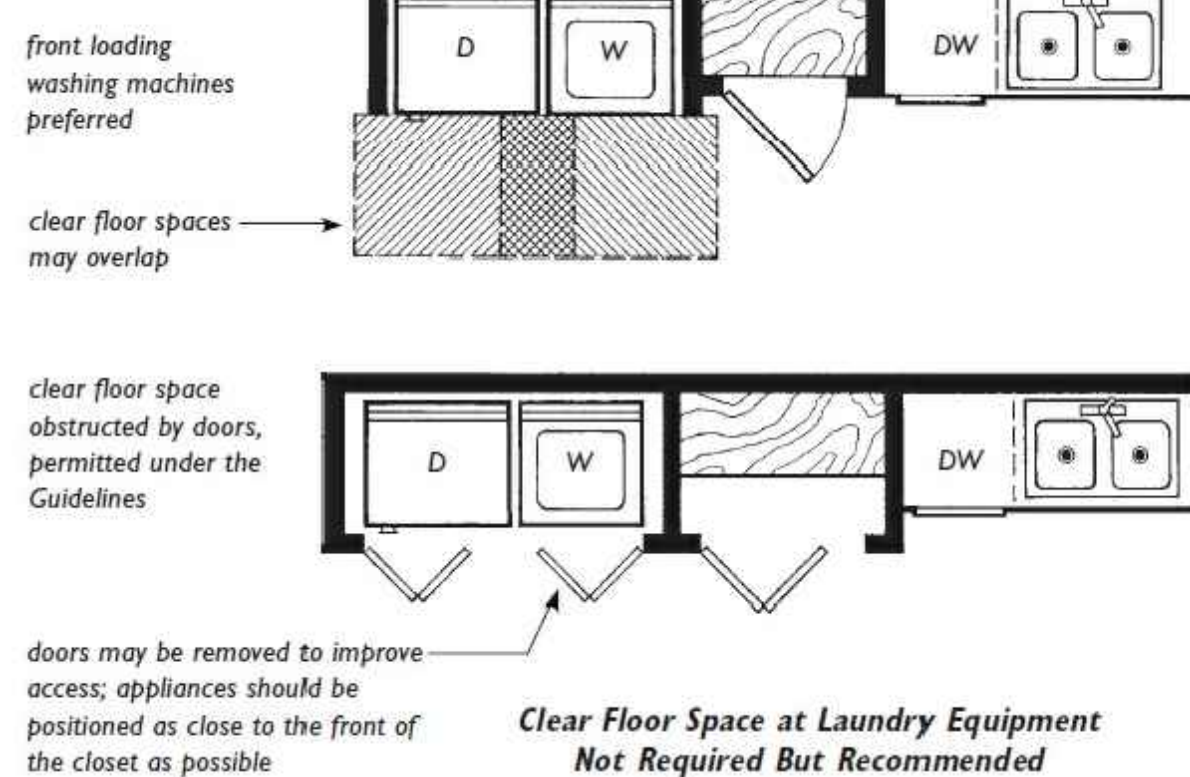 front loading
washing machines
preferred
D
W
DW
clear floor spaces
may overlap
clear floor space
obstructed by doors,
permitted under the
Guidelines
D
W
DW
doors may be removed to improve
access; appliances should be
positioned as close to the front of
the closet as possible
Clear Floor Space at Laundry Equipment
Not Required But Recommended